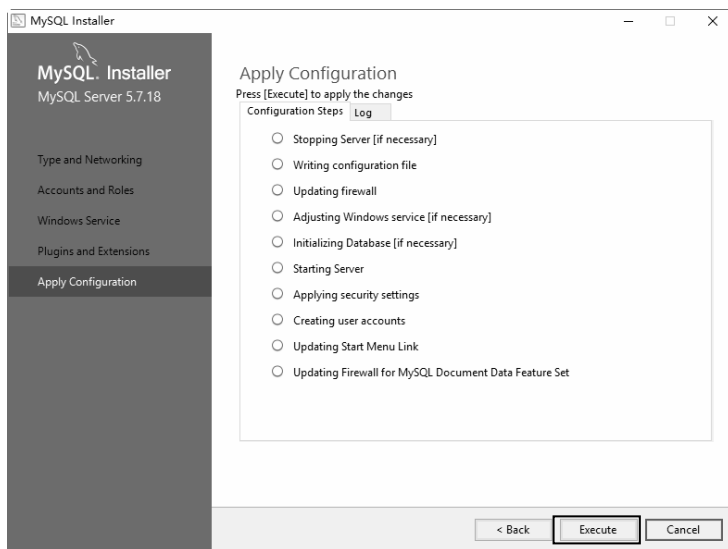 MySQL Installer
MySQL. Installer
MySQL Server 5.7.18
Type and Networking
Accounts and Roles
Windows Service
Plugins and Extensions
Apply Configuration
Apply Configuration
Press [Execute] to apply the changes
Configuration Steps Log
Stopping Server [if necessary]
Writing configuration file
Updating firewall
Adjusting Windows service [if necessary]
Initializing Database [if necessary]
Starting Server
Applying security settings
Creating user accounts
Updating Start Menu Link
Updating Firewall for MySQL Document Data Feature Set
< Back Execute Cancel